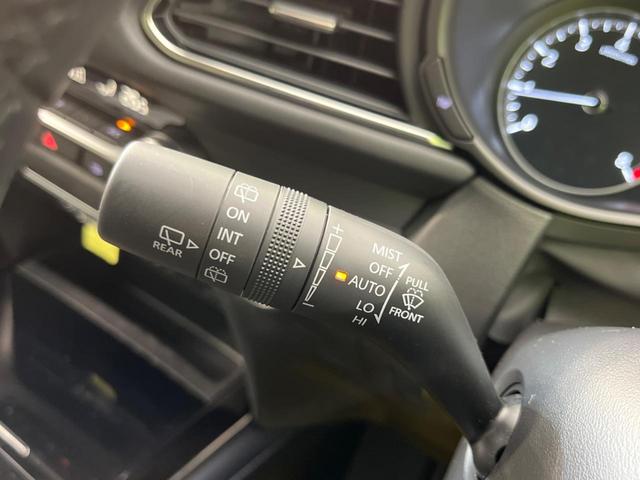 REAR
ON
INT
OFF
MIST
OFF
AUTO
LO
HI
PULL
FRONT